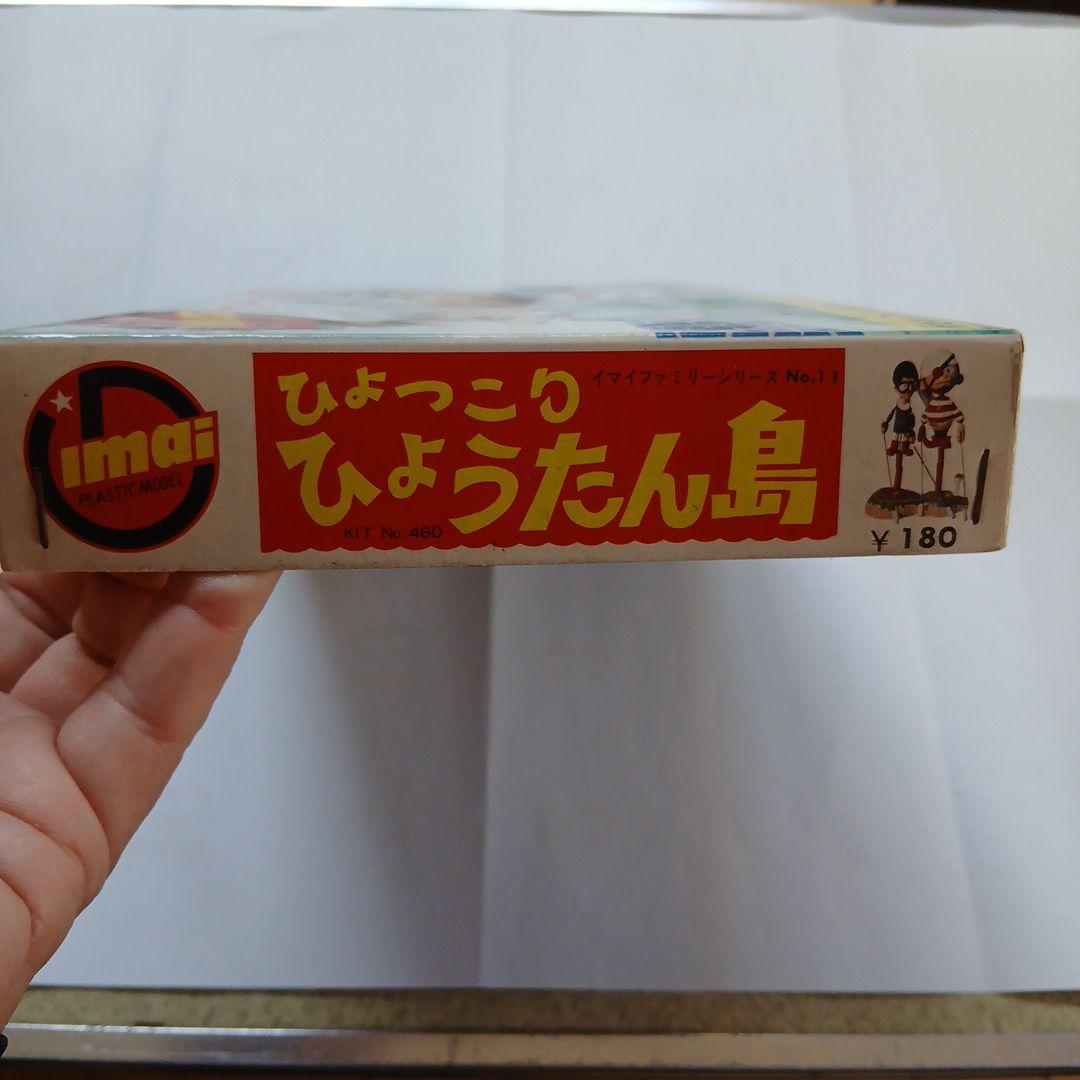 imai
PLASTIC MODEL
ひょっこり
イマイファミリーシリーズ No.11
ひょうたん島
KIT No. 460
¥ 180